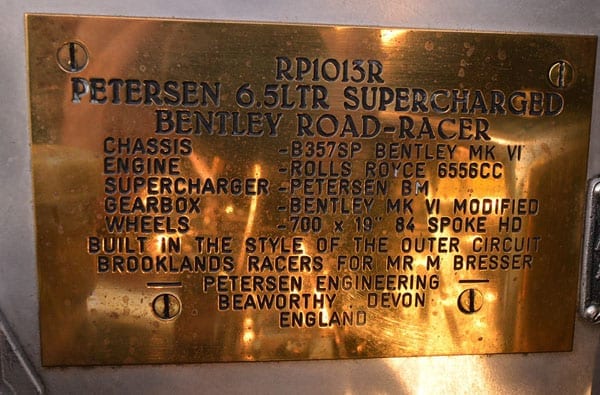 RP1013R
PETERSEN 6.5LTR SUPERCHARGED
BENTLEY ROAD-RACER
CHASSIS -B357SP BENTLEY MK VI
ENGINE -ROLLS ROYCE 6556CC
SUPERCHARGER -PETERSEN BM
GEARBOX -BENTLEY MK VI MODIFIED
WHEELS -700 x 19" 84 SPOKE HD
BUILT IN THE STYLE OF THE OUTER CIRCUIT
BROOKLANDS RACERS FOR MR M BRESSER
PETERSEN ENGINEERING
BEAWORTHY . DEVON
ENGLAND